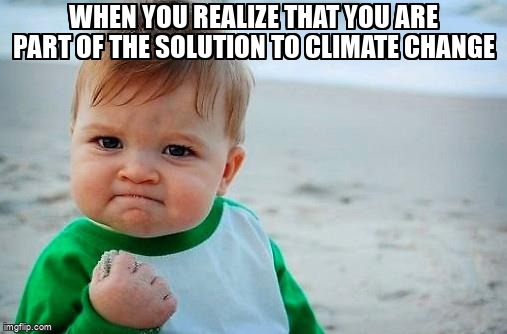 WHEN YOU REALIZE THAT YOU ARE
PART OF THE SOLUTION TO CLIMATE CHANGE
imgflip.com